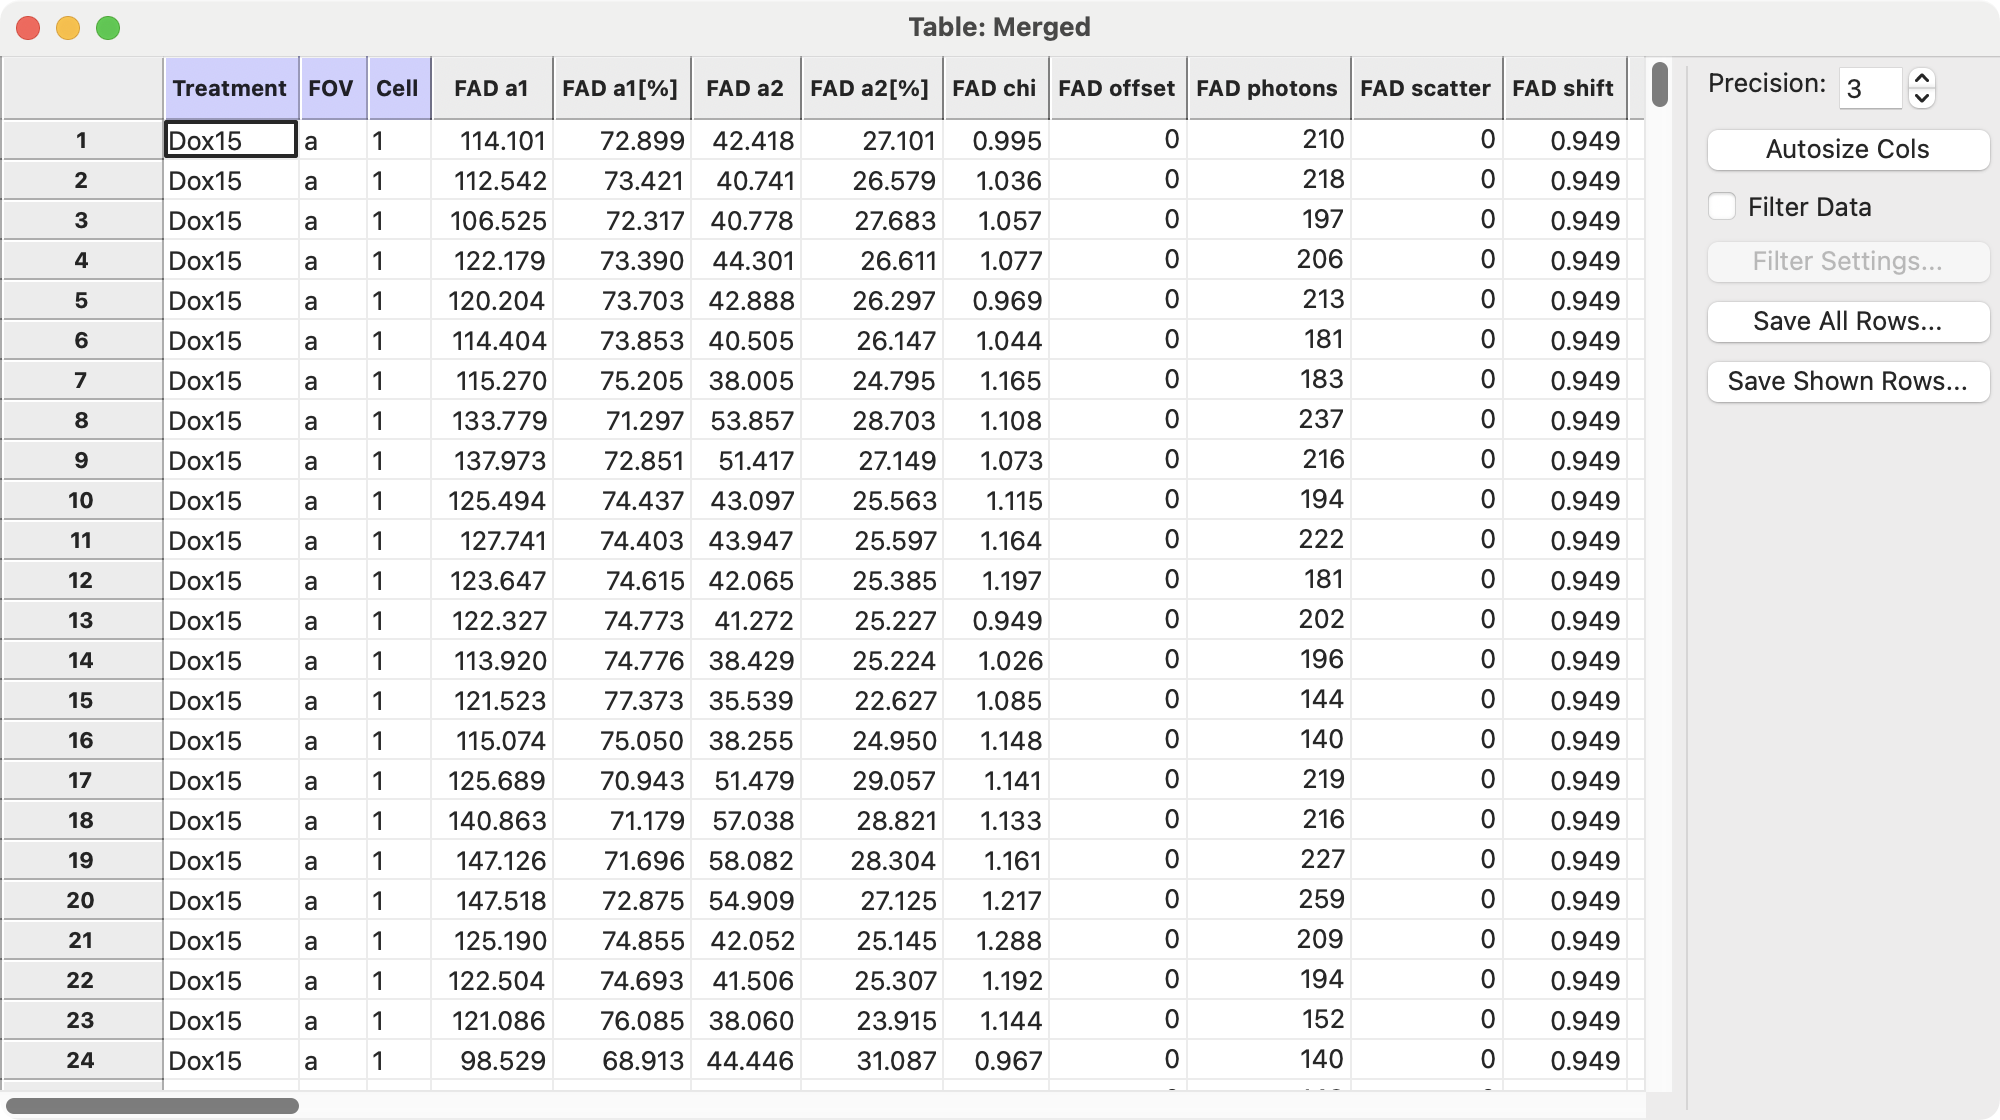 Table: Merged
Treatment FOV Cell FAD a1 FAD a1[%] FAD a2 FAD a2[%] FAD chi FAD offset FAD photons FAD scatter FAD shift
1 Dox15 a 1 114.101 72.899 42.418 27.101 0.995 0 210 0 0.949
2 Dox15 a 1 112.542 73.421 40.741 26.579 1.036 0 218 0 0.949
3 Dox15 a 1 106.525 72.317 40.778 27.683 1.057 0 197 0 0.949
4 Dox15 a 1 122.179 73.390 44.301 26.611 1.077 0 206 0 0.949
5 Dox15 a 1 120.204 73.703 42.888 26.297 0.969 0 213 0 0.949
6 Dox15 a 1 114.404 73.853 40.505 26.147 1.044 0 181 0 0.949
7 Dox15 a 1 115.270 75.205 38.005 24.795 1.165 0 183 0 0.949
8 Dox15 a 1 133.779 71.297 53.857 28.703 1.108 0 237 0 0.949
9 Dox15 a 1 137.973 72.851 51.417 27.149 1.073 0 216 0 0.949
10 Dox15 a 1 125.494 74.437 43.097 25.563 1.115 0 194 0 0.949
11 Dox15 a 1 127.741 74.403 43.947 25.597 1.164 0 222 0 0.949
12 Dox15 a 1 123.647 74.615 42.065 25.385 1.197 0 181 0 0.949
13 Dox15 a 1 122.327 74.773 41.272 25.227 0.949 0 202 0 0.949
14 Dox15 a 1 113.920 74.776 38.429 25.224 1.026 0 196 0 0.949
15 Dox15 a 1 121.523 77.373 35.539 22.627 1.085 0 144 0 0.949
16 Dox15 a 1 115.074 75.050 38.255 24.950 1.148 0 140 0 0.949
17 Dox15 a 1 125.689 70.943 51.479 29.057 1.141 0 219 0 0.949
18 Dox15 a 1 140.863 71.179 57.038 28.821 1.133 0 216 0 0.949
19 Dox15 a 1 147.126 71.696 58.082 28.304 1.161 0 227 0 0.949
20 Dox15 a 1 147.518 72.875 54.909 27.125 1.217 0 259 0 0.949
21 Dox15 a 1 125.190 74.855 42.052 25.145 1.288 0 209 0 0.949
22 Dox15 a 1 122.504 74.693 41.506 25.307 1.192 0 194 0 0.949
23 Dox15 a 1 121.086 76.085 38.060 23.915 1.144 0 152 0 0.949
24 Dox15 a 1 98.529 68.913 44.446 31.087 0.967 0 140 0 0.949
Precision: 3
Autosize Cols
Filter Data
Filter Settings...
Save All Rows...
Save Shown Rows...